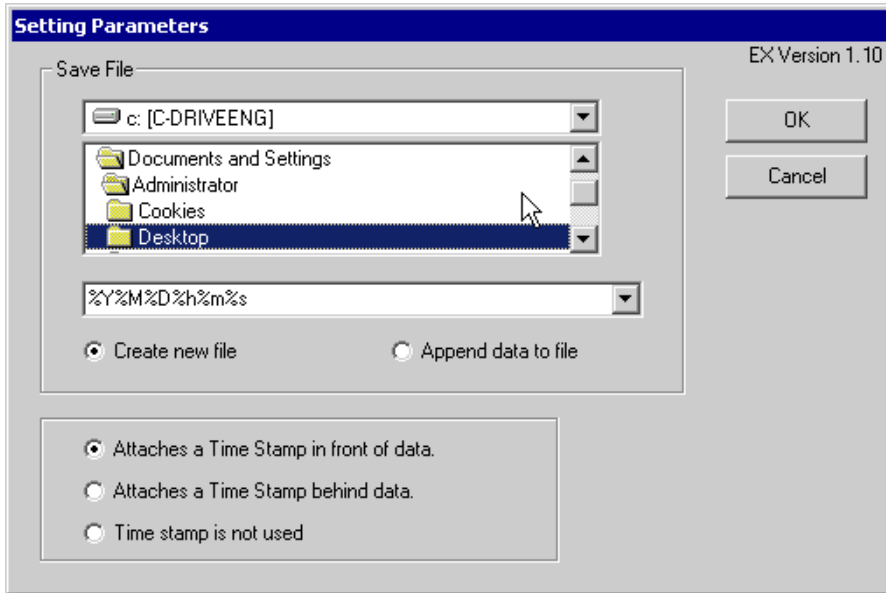 Setting Parameters
EX Version 1.10
Save File
c: [C-DRIVEENG]
OK
Documents and Settings
Administrator
Cancel
Cookies
Desktop
%Y%M%D%h%m%s
Create new file
Append data to file
Attaches a Time Stamp in front of data.
Attaches a Time Stamp behind data.
Time stamp is not used